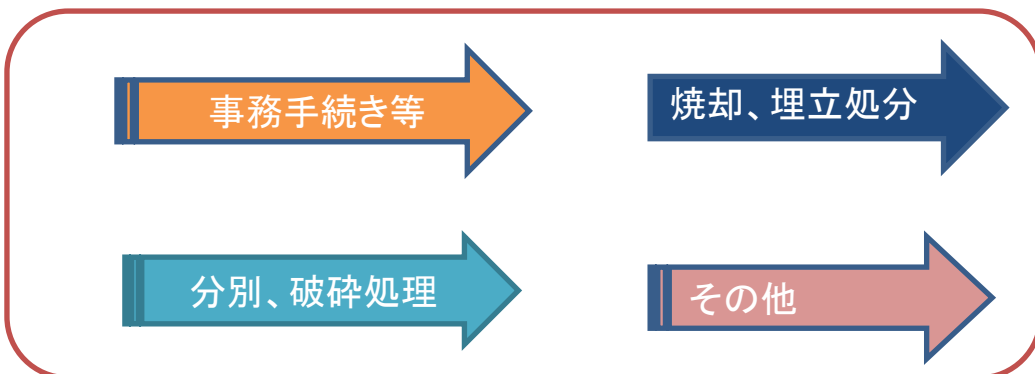 事務手続き等
焼却、埋立処分
分別、破砕処理
その他